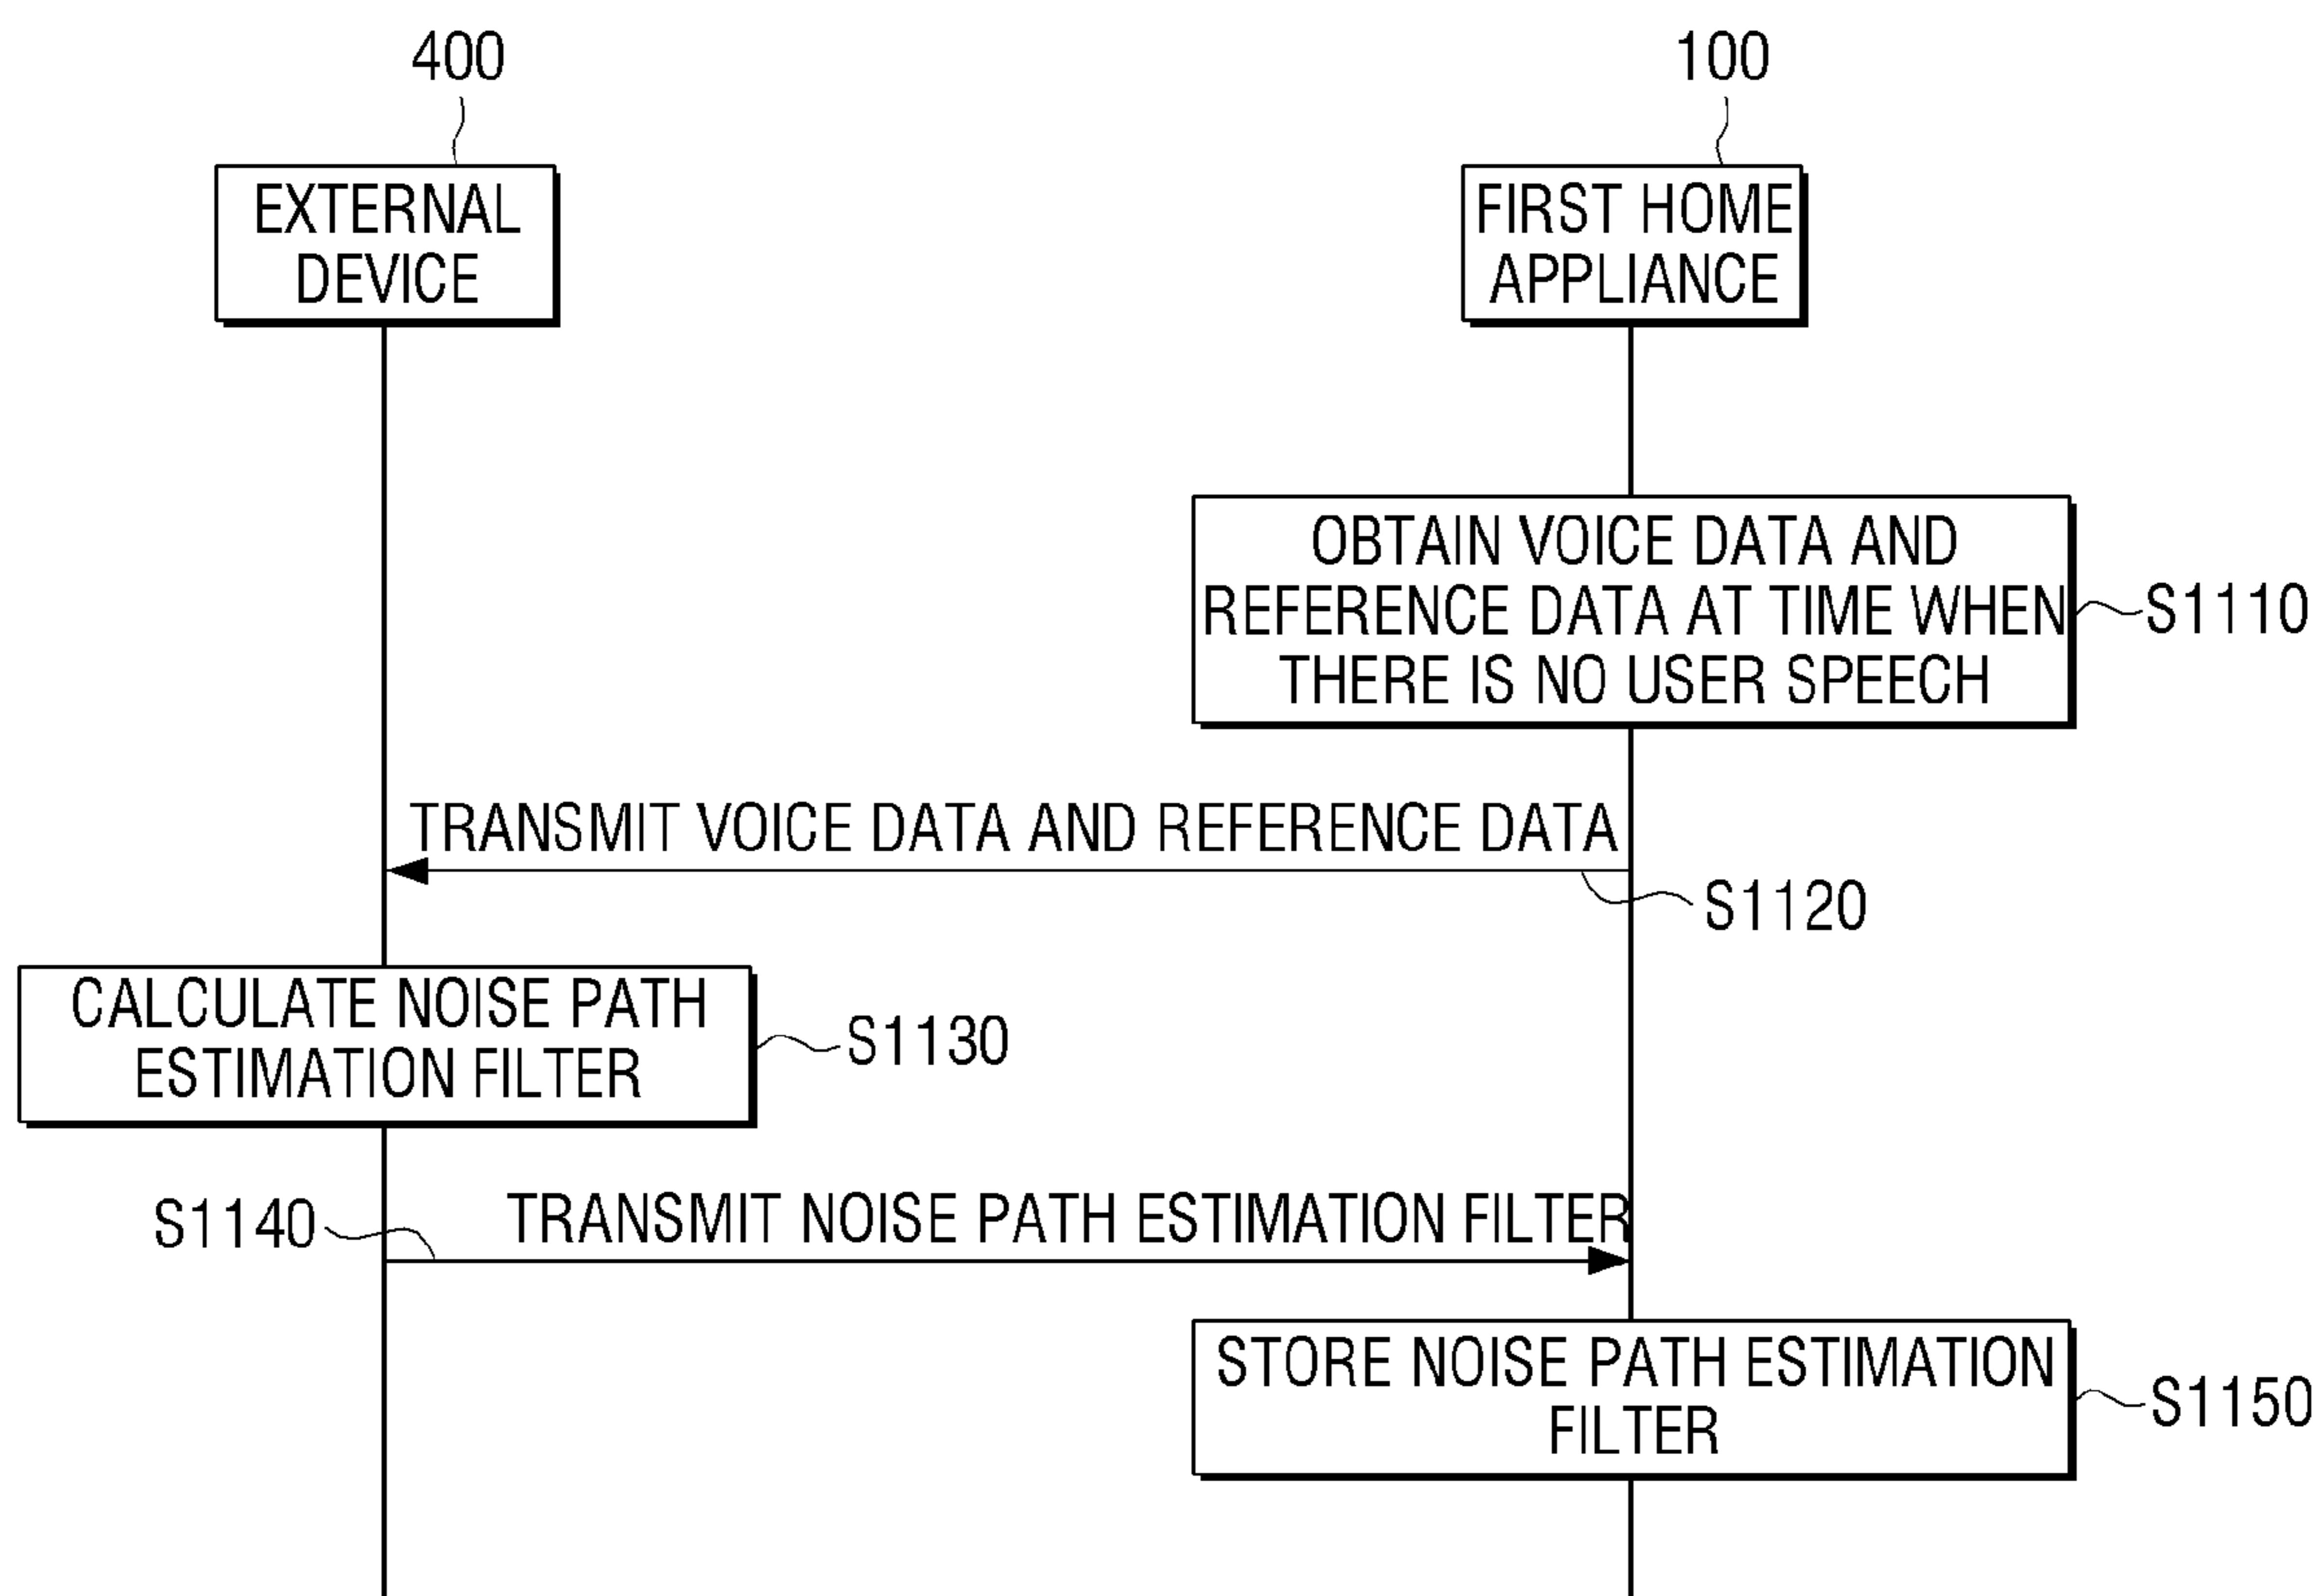 400
100
EXTERNAL
DEVICE
FIRST HOME
APPLIANCE
OBTAIN VOICE DATA AND
REFERENCE DATA AT TIME WHEN
THERE IS NO USER SPEECH
S1110
TRANSMIT VOICE DATA AND REFERENCE DATA
S1120
CALCULATE NOISE PATH
ESTIMATION FILTER
S1130
S1140
TRANSMIT NOISE PATH ESTIMATION FILTER
STORE NOISE PATH ESTIMATION
FILTER
S1150